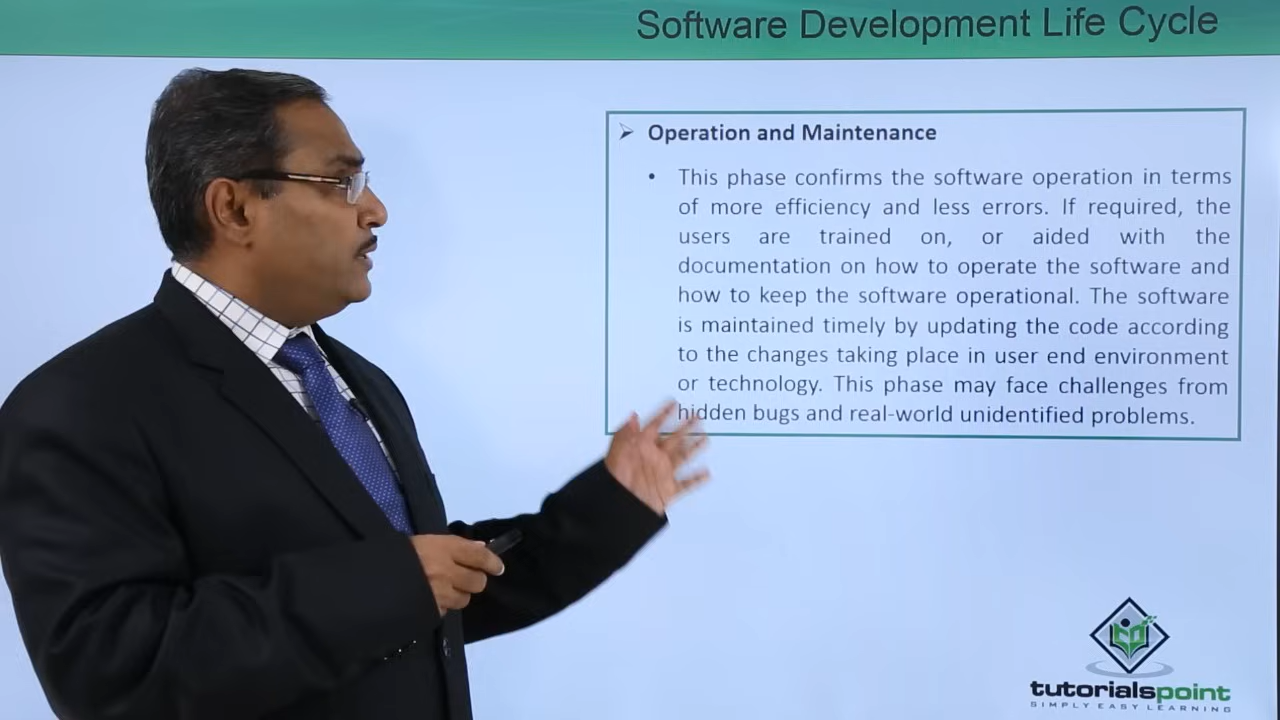 Software Development Life Cycle
➢ Operation and Maintenance
• This phase confirms the software operation in terms
of more efficiency and less errors. If required, the
users are trained on, or aided with the
documentation on how to operate the software and
how to keep the software operational. The software
is maintained timely by updating the code according
to the changes taking place in user end environment
or technology. This phase may face challenges from
hidden bugs and real-world unidentified problems.
tutorialspoint
SIMPLY EASY LEARNING